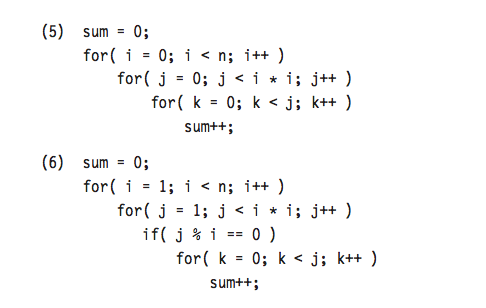 (5) sum = 0;
for( i = 0; i < n; i++ )
for( j = 0; j < i * i; j++ )
for( k = 0; k < j; k++ )
sum++;
(6) sum = 0;
for( i = 1; i < n; i++ )
for( j = 1; j < i * i; j++ )
if( j % i == 0 )
for( k = 0; k < j; k++ )
sum++;